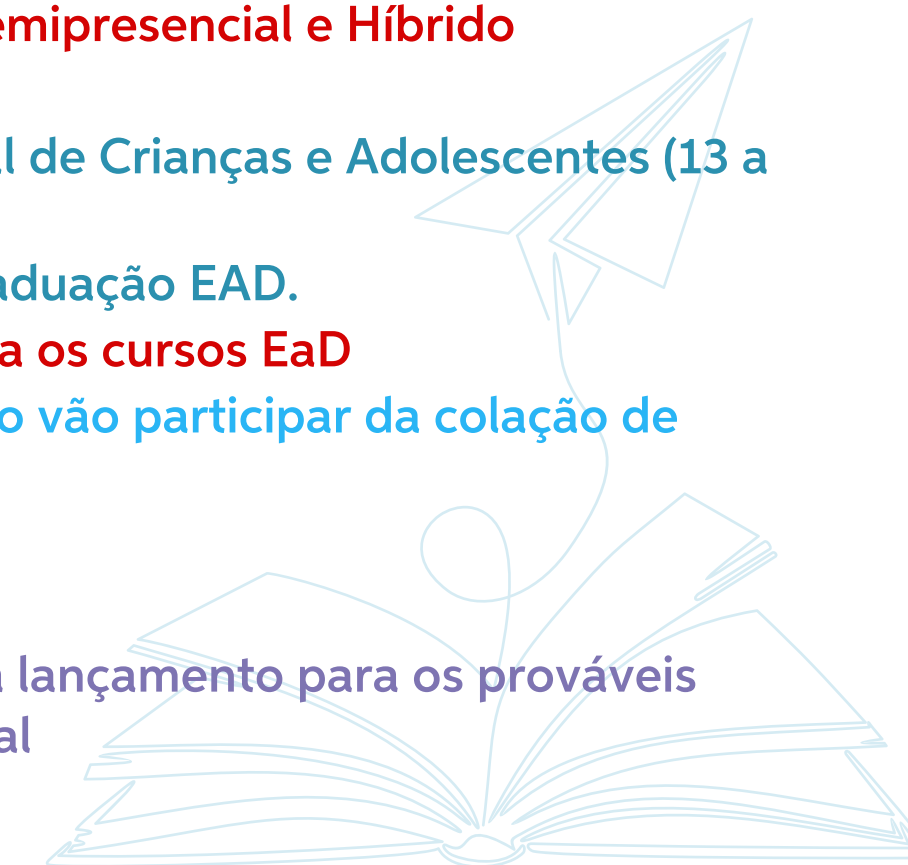 emipresencial e Híbrido
l de Crianças e Adolescentes (13 a
aduação EAD.
a os cursos EaD
o vão participar da colação de
a lançamento para os prováveis
al